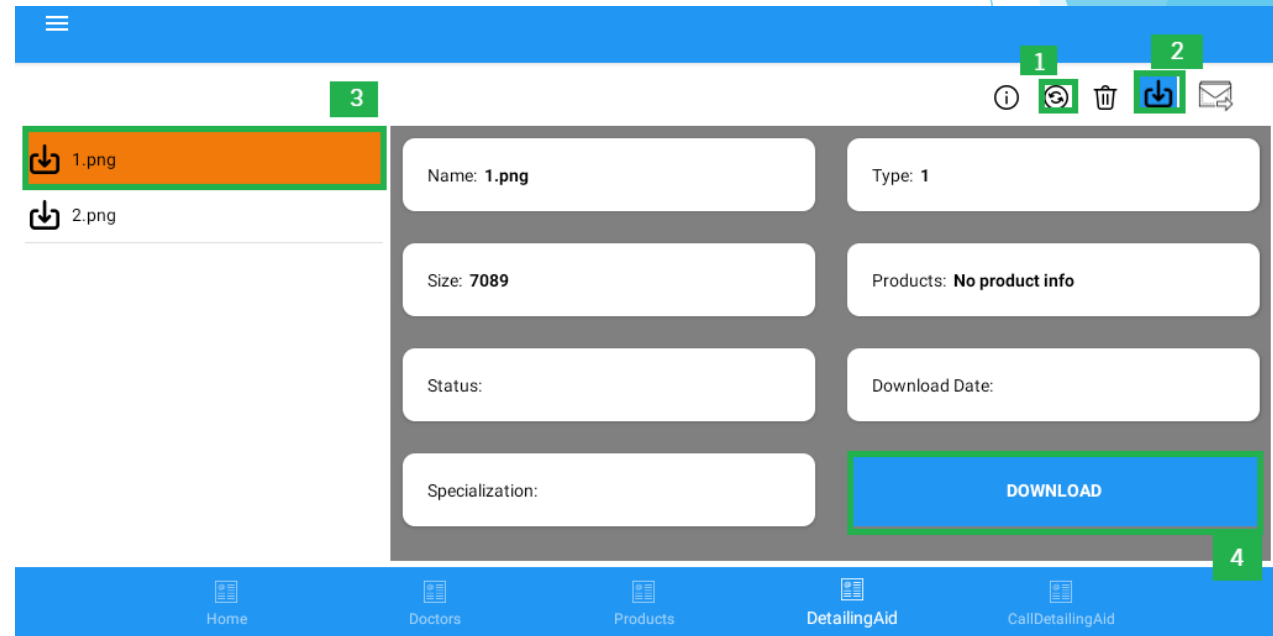 1
2
3
1.png
2.png
Name: 1.png
Type: 1
Size: 7089
Products: No product info
Status:
Download Date:
Specialization:
DOWNLOAD
4
Home
Doctors
Products
DetailingAid
CallDetailingAid